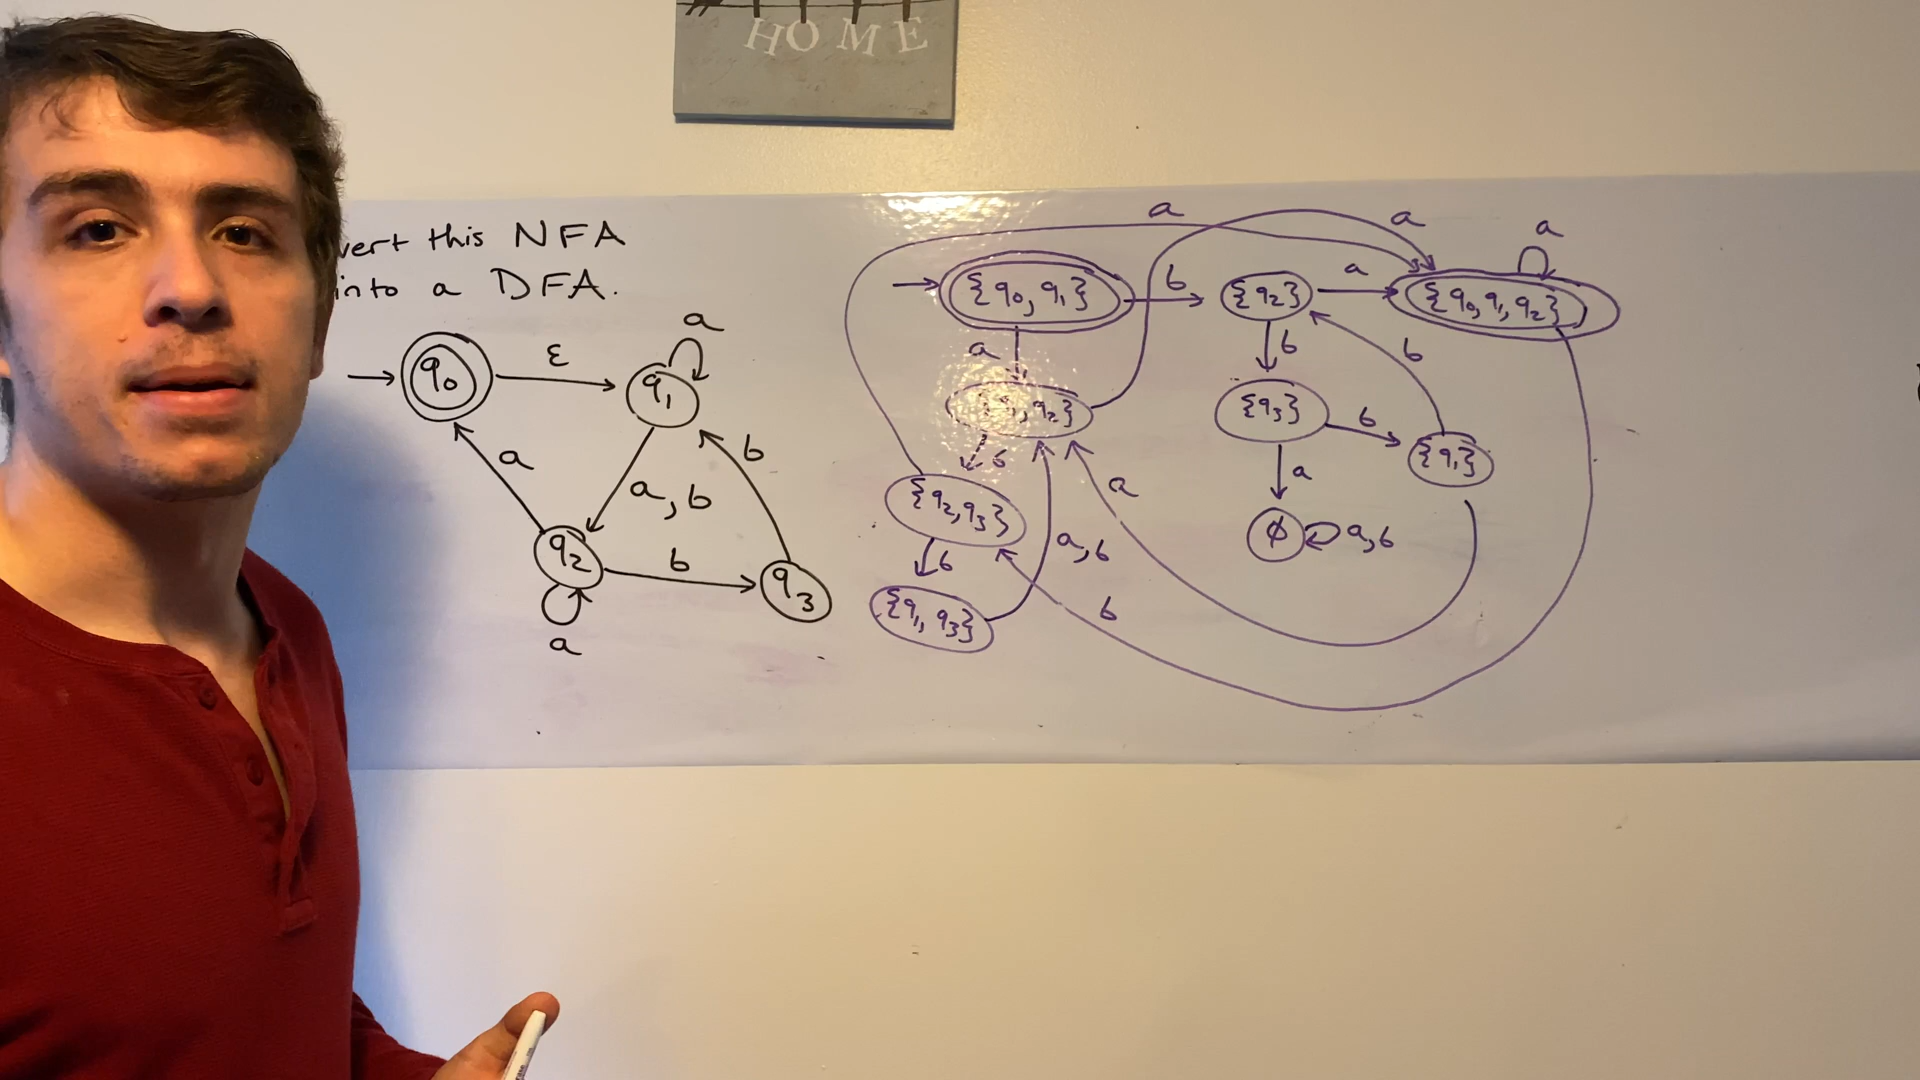 HOME
vert this NFA
into a DFA.
q0
ε
q1
a
a
a,b
b
q2
b
q3
a
a
a
{q0, q1}
b
{q2}
a
{q0,q1,q2}
a
a
b
b
{q1,q2}
{q3}
b
{q1}
b
a
a
{q2,q3}
a,b
φ
a,b
b
b
{q1,q3}